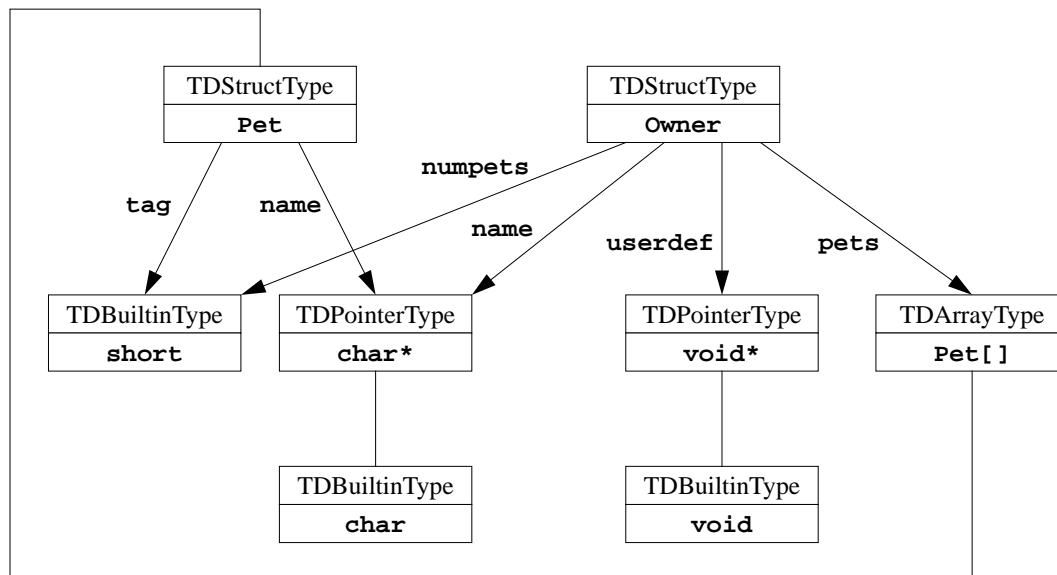 TDStructType
Pet
TDStructType
Owner
numpets
tag
name
name
userdef
pets
TDBuiltinType
short
TDPointerType
char*
TDPointerType
void*
TDArrayType
Pet[]
TDBuiltinType
char
TDBuiltinType
void